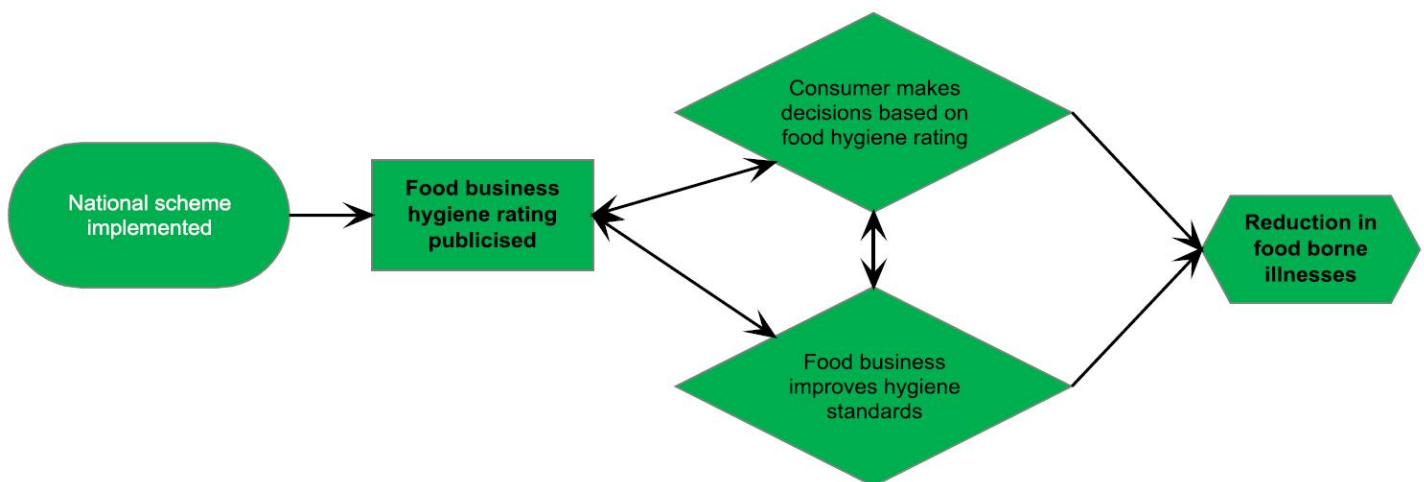 National scheme
implemented
Food business
hygiene rating
publicised
Consumer makes
decisions based on
food hygiene rating
Food business
improves hygiene
standards
Reduction in
food borne
illnesses